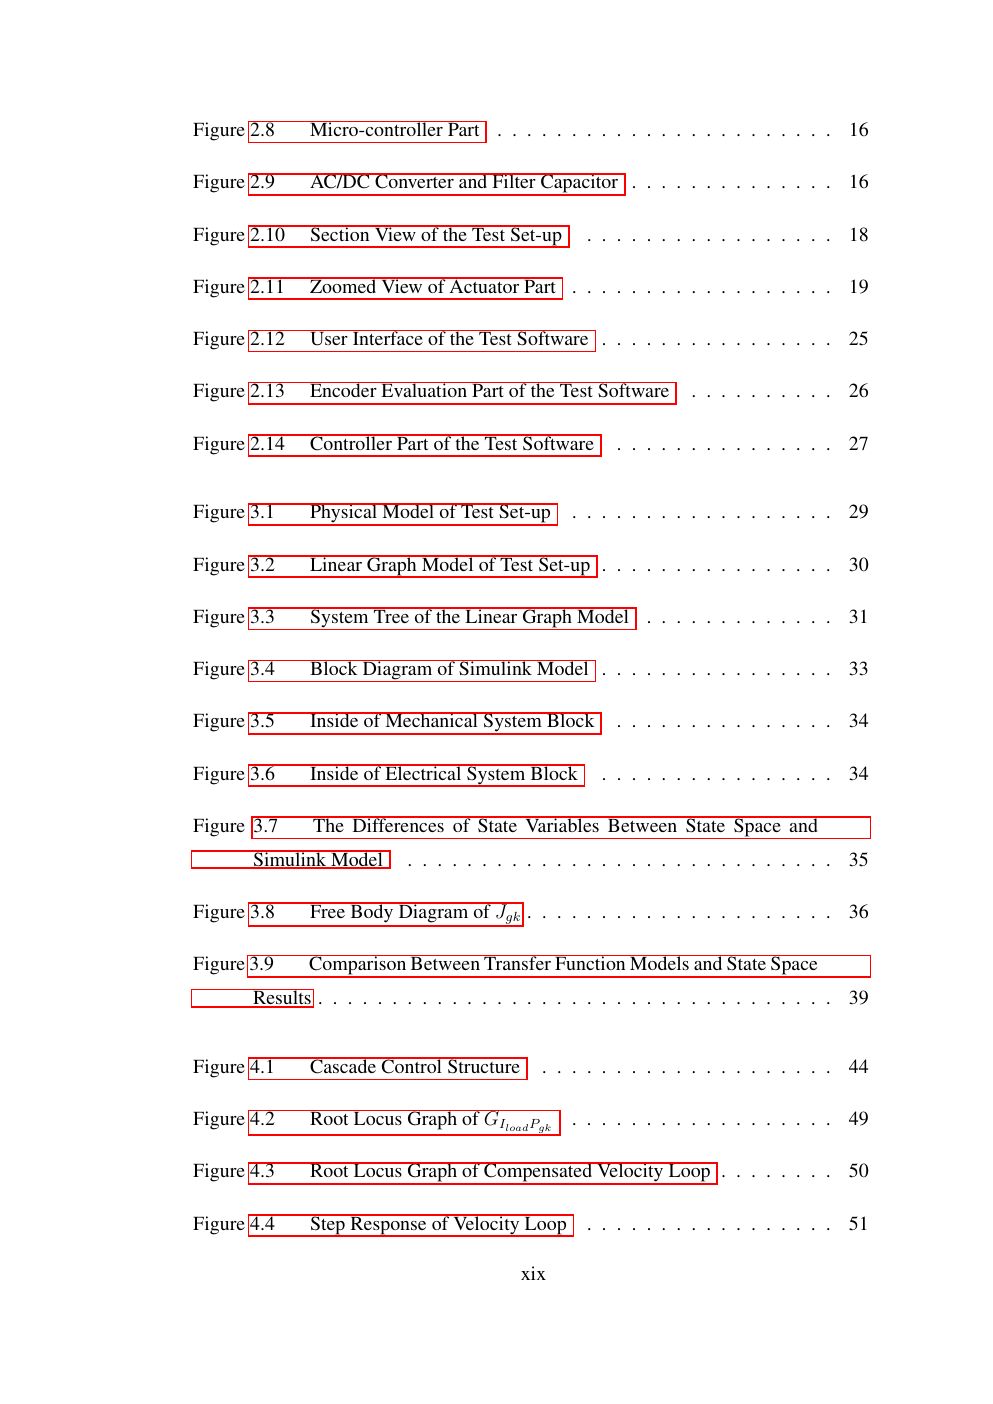 Figure 2.8 Micro-controller Part . . . . . . . . . . . . . . . . . . . . . . . 16
Figure 2.9 AC/DC Converter and Filter Capacitor . . . . . . . . . . . . . . 16
Figure 2.10 Section View of the Test Set-up . . . . . . . . . . . . . . . . . 18
Figure 2.11 Zoomed View of Actuator Part . . . . . . . . . . . . . . . . . . 19
Figure 2.12 User Interface of the Test Software . . . . . . . . . . . . . . . . 25
Figure 2.13 Encoder Evaluation Part of the Test Software . . . . . . . . . . 26
Figure 2.14 Controller Part of the Test Software . . . . . . . . . . . . . . . 27
Figure 3.1 Physical Model of Test Set-up . . . . . . . . . . . . . . . . . . 29
Figure 3.2 Linear Graph Model of Test Set-up . . . . . . . . . . . . . . . . 30
Figure 3.3 System Tree of the Linear Graph Model . . . . . . . . . . . . . 31
Figure 3.4 Block Diagram of Simulink Model . . . . . . . . . . . . . . . . 33
Figure 3.5 Inside of Mechanical System Block . . . . . . . . . . . . . . . 34
Figure 3.6 Inside of Electrical System Block . . . . . . . . . . . . . . . . 34
Figure 3.7 The Differences of State Variables Between State Space and
Simulink Model . . . . . . . . . . . . . . . . . . . . . . . . . . . . . 35
Figure 3.8 Free Body Diagram of $J_{gk}$ . . . . . . . . . . . . . . . . . . . . . 36
Figure 3.9 Comparison Between Transfer Function Models and State Space
Results . . . . . . . . . . . . . . . . . . . . . . . . . . . . . . . . . . . 39
Figure 4.1 Cascade Control Structure . . . . . . . . . . . . . . . . . . . . 44
Figure 4.2 Root Locus Graph of $G_{I_{load}P_{gk}}$ . . . . . . . . . . . . . . . . . . 49
Figure 4.3 Root Locus Graph of Compensated Velocity Loop . . . . . . . . 50
Figure 4.4 Step Response of Velocity Loop . . . . . . . . . . . . . . . . . 51
xix